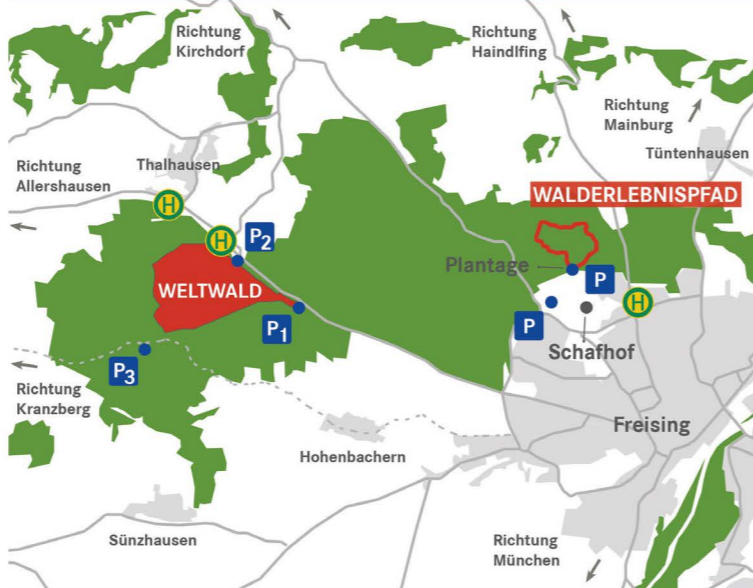 Richtung
Kirchdorf
Richtung
Haindlfing
Richtung
Mainburg
Tüntenhausen
Richtung
Allershausen
Thalhausen
H
H
P2
WALDERLEBNISPFAD
Plantage
P
P
H
WELTWALD
P1
P3
Schafhof
Richtung
Kranzberg
Freising
Hohenbachern
Sünzhausen
Richtung
München